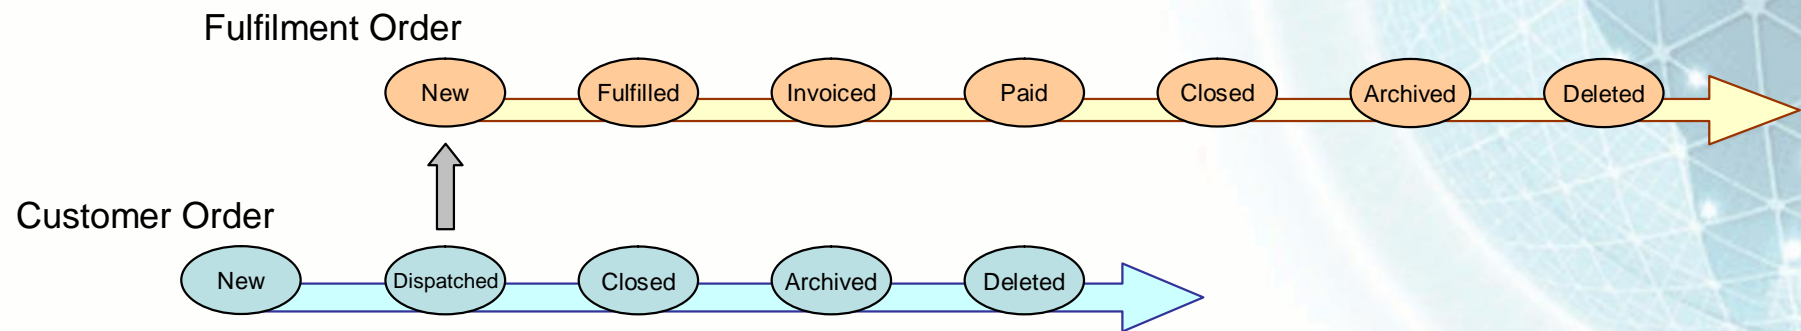 Fulfilment Order
New Fulfilled Invoiced Paid Closed Archived Deleted
Customer Order
New Dispatched Closed Archived Deleted